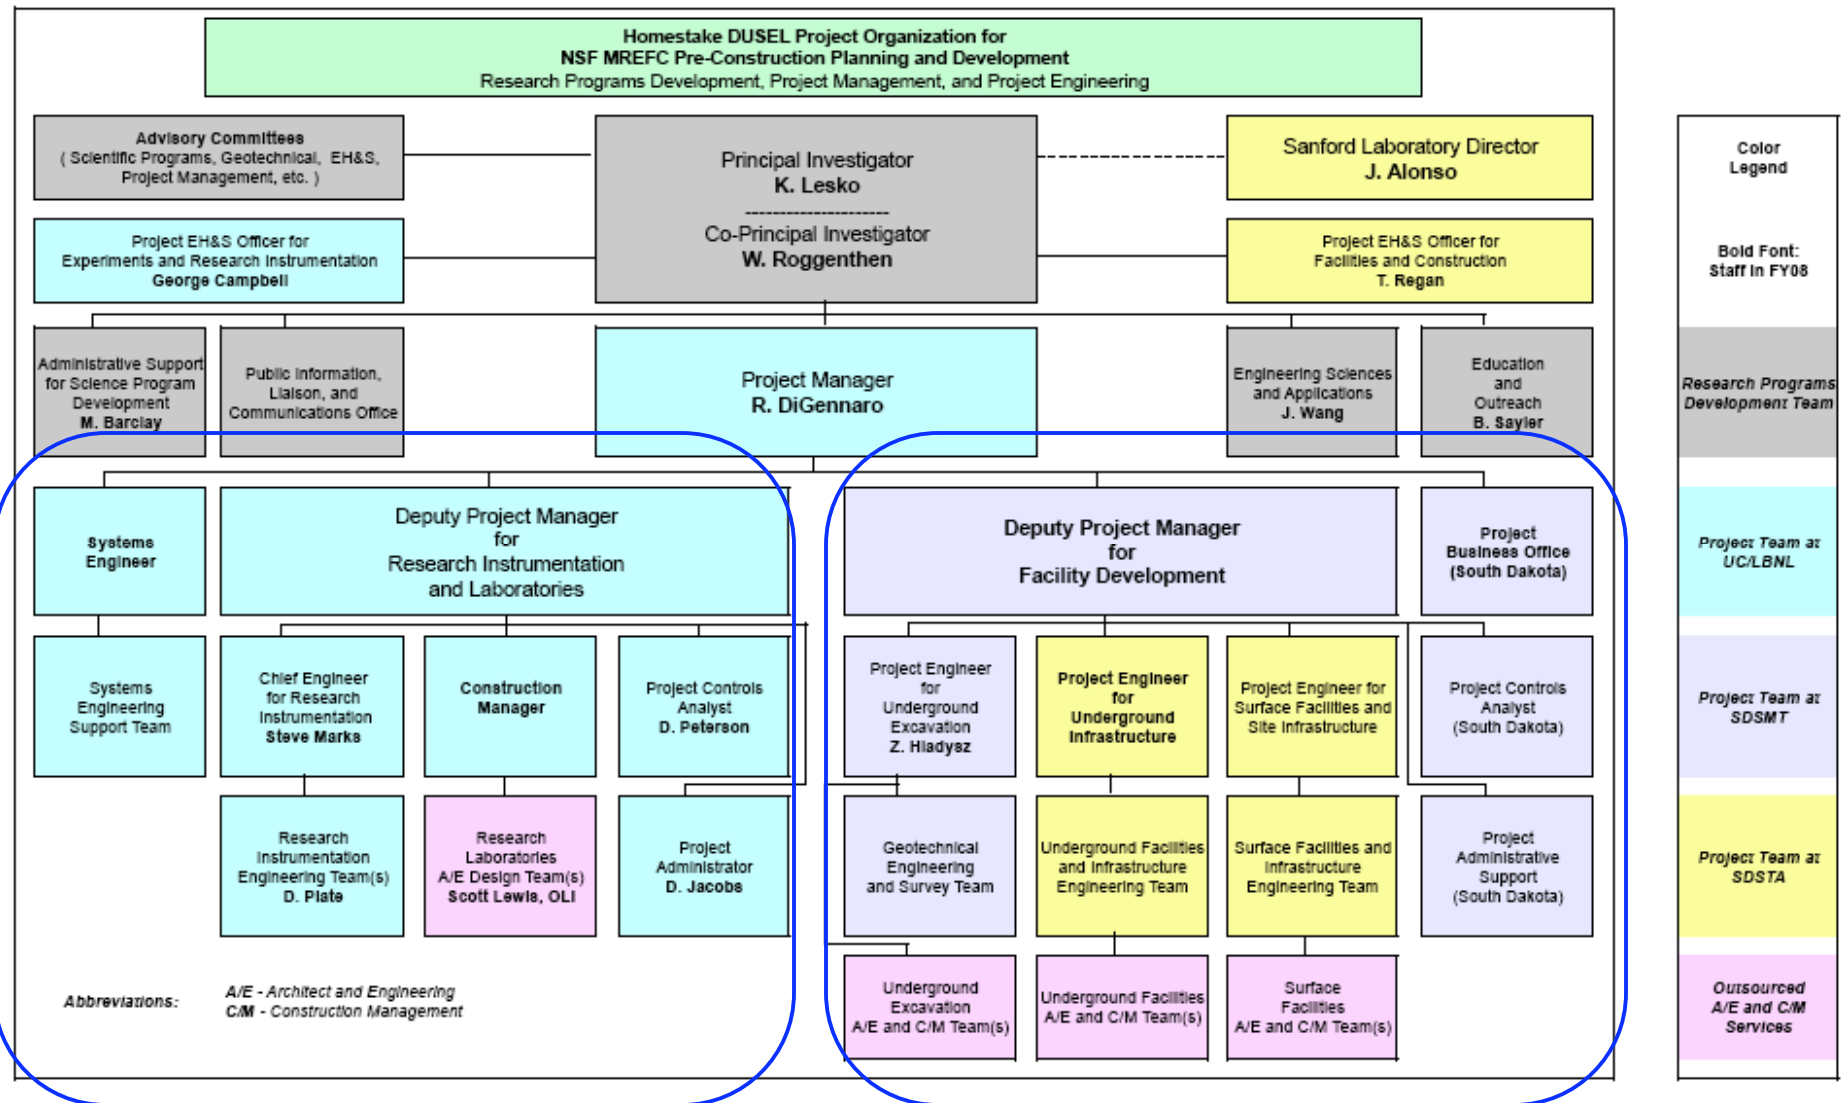 Homestake DUSEL Project Organization for
NSF MREFC Pre-Construction Planning and Development
Research Programs Development, Project Management, and Project Engineering
Advisory Committees
( Scientific Programs, Geotechnical, EH&S,
Project Management, etc. )
Principal Investigator
K. Lesko
----------------------
Co-Principal Investigator
W. Roggenthen
Sanford Laboratory Director
J. Alonso
Project EH&S Officer for
Experiments and Research Instrumentation
George Campbell
Project EH&S Officer for
Facilities and Construction
T. Regan
Administrative Support
for Science Program
Development
M. Barclay
Public Information,
Liaison, and
Communications Office
Project Manager
R. DiGennaro
Engineering Sciences
and Applications
J. Wang
Education
and
Outreach
B. Sayler
Systems
Engineer
Deputy Project Manager
for
Research Instrumentation
and Laboratories
Deputy Project Manager
for
Facility Development
Project
Business Office
(South Dakota)
Systems
Engineering
Support Team
Chief Engineer
for Research
Instrumentation
Steve Marks
Construction
Manager
Project Controls
Analyst
D. Peterson
Project Engineer
for
Underground
Excavation
Z. Hladysz
Project Engineer
for
Underground
Infrastructure
Project Engineer for
Surface Facilities and
Site Infrastructure
Project Controls
Analyst
(South Dakota)
Research
Instrumentation
Engineering Team(s)
D. Plate
Research
Laboratories
A/E Design Team(s)
Scott Lewis, OLI
Project
Administrator
D. Jacobs
Geotechnical
Engineering
and Survey Team
Underground Facilities
and Infrastructure
Engineering Team
Surface Facilities and
Infrastructure
Engineering Team
Project
Administrative
Support
(South Dakota)
Underground
Excavation
A/E and C/M Team(s)
Underground Facilities
A/E and C/M Team(s)
Surface
Facilities
A/E and C/M Team(s)
Abbreviations:
A/E - Architect and Engineering
C/M - Construction Management
Color
Legend
Bold Font:
Staff in FY08
Research Programs
Development Team
Project Team at
UC/LBNL
Project Team at
SDSMT
Project Team at
SDSTA
Outsourced
A/E and C/M
Services